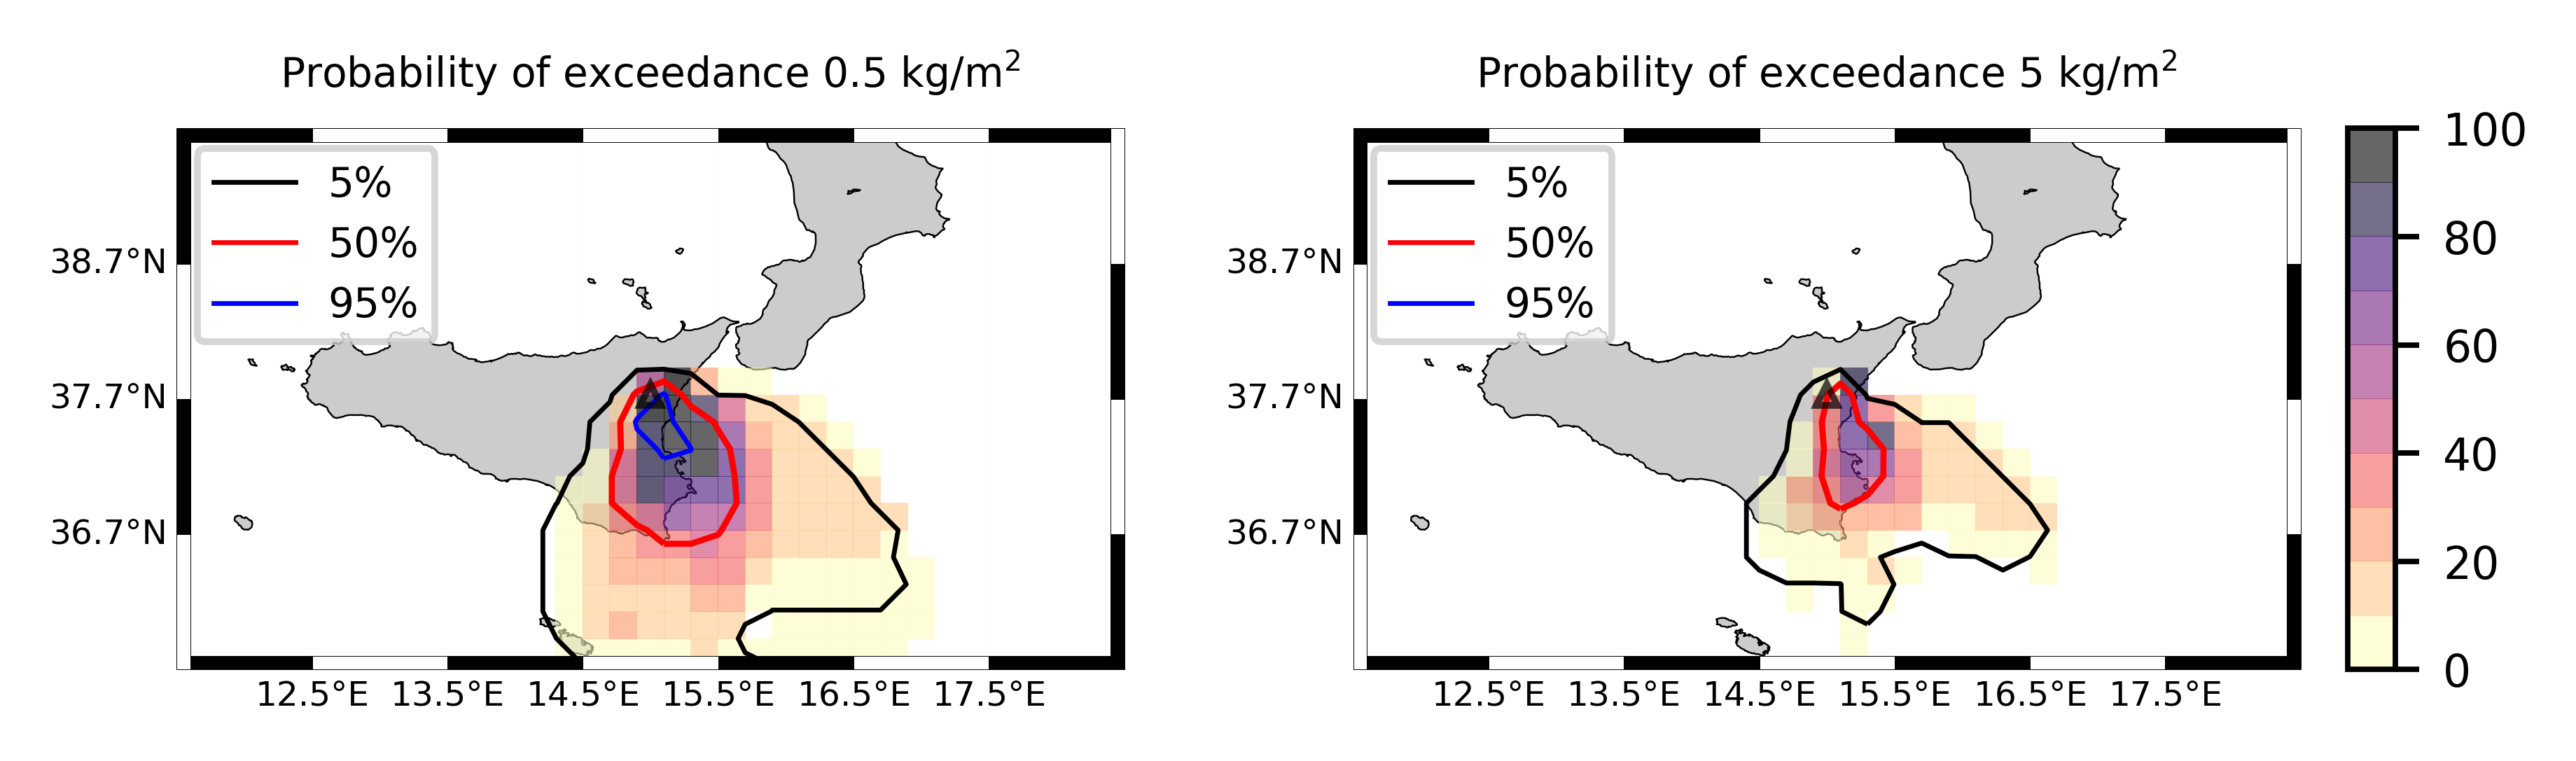 Probability of exceedance 0.5 kg/m²
5%
50%
95%
38.7°N
37.7°N
36.7°N
12.5°E 13.5°E 14.5°E 15.5°E 16.5°E 17.5°E
Probability of exceedance 5 kg/m²
5%
50%
95%
38.7°N
37.7°N
36.7°N
12.5°E 13.5°E 14.5°E 15.5°E 16.5°E 17.5°E
100
80
60
40
20
0